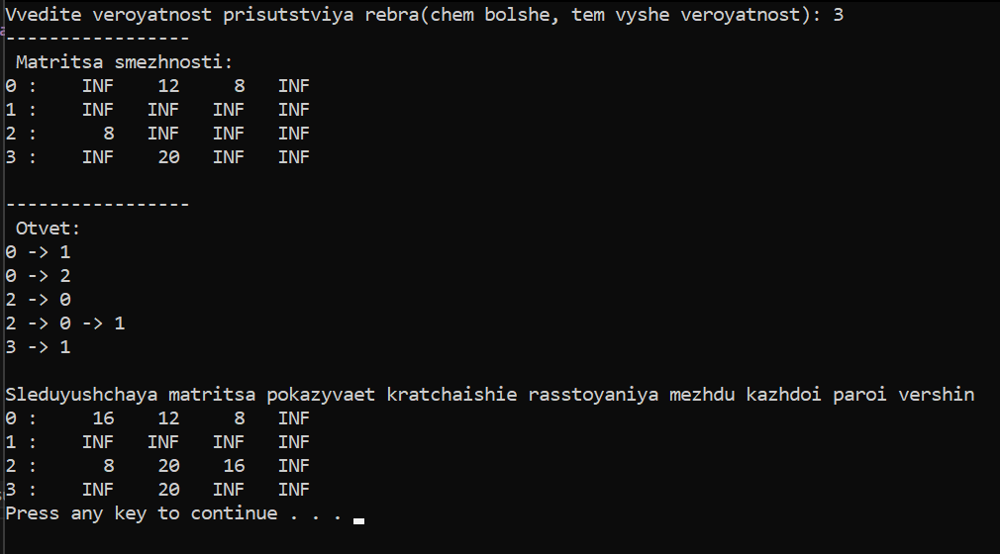 Vvedite veroyatnost prisutstviya rebra(chem bolshe, tem vyshe veroyatnost): 3
-----------------
Matritsa smezhnosti:
0 : INF 12 8 INF
1 : INF INF INF INF
2 : 8 INF INF INF
3 : INF 20 INF INF
-----------------
Otvet:
0 -> 1
0 -> 2
2 -> 0
2 -> 0 -> 1
3 -> 1
Sleduyushchaya matritsa pokazyvaet kratchaishie rasstoyaniya mezhdu kazhdoi paroi vershin
0 : 16 12 8 INF
1 : INF INF INF INF
2 : 8 20 16 INF
3 : INF 20 INF INF
Press any key to continue . . .